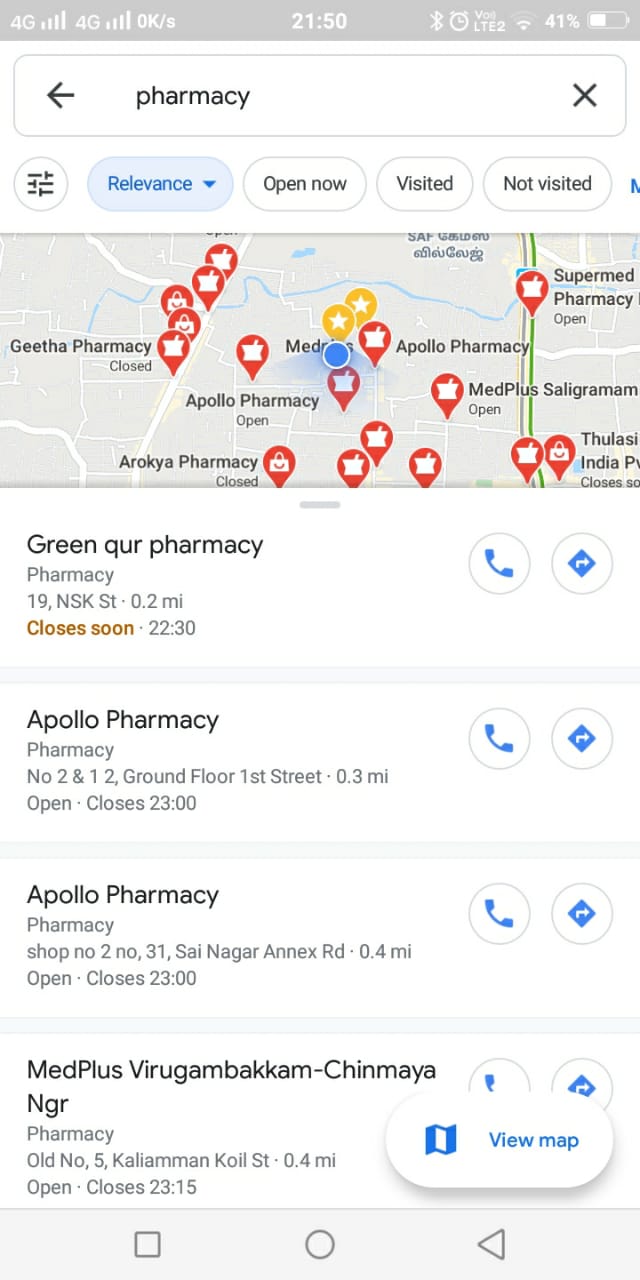 4G 4G 0K/s 21:50 Vol) LTE2 41%
pharmacy
Relevance Open now Visited Not visited M
SAF கேம்ஸ்
வில்லேஜ்
Supermed
Pharmacy
Open
Geetha Pharmacy
Closed
Apollo Pharmacy
Apollo Pharmacy
Open
MedPlus Saligramam
Open
Arokya Pharmacy
Closed
Thulasi
India Pv
Closes so
Green qur pharmacy
Pharmacy
19, NSK St · 0.2 mi
Closes soon · 22:30
Apollo Pharmacy
Pharmacy
No 2 & 1 2, Ground Floor 1st Street · 0.3 mi
Open · Closes 23:00
Apollo Pharmacy
Pharmacy
shop no 2 no, 31, Sai Nagar Annex Rd · 0.4 mi
Open · Closes 23:00
MedPlus Virugambakkam-Chinmaya
Ngr
Pharmacy
Old No, 5, Kaliamman Koil St · 0.4 mi
Open · Closes 23:15
View map